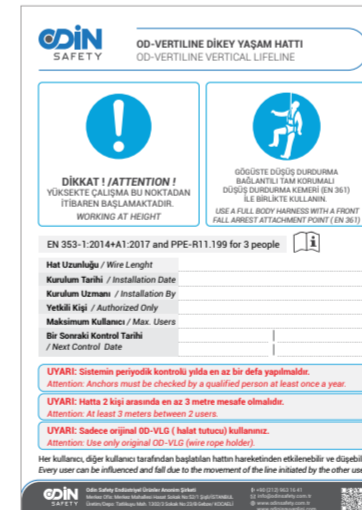 ODiN
SAFETY
OD-VERTILINE DİKEY YAŞAM HATTI
OD-VERTILINE VERTICAL LIFELINE
DİKKAT ! /ATTENTION !
YÜKSEKTE ÇALIŞMA BU NOKTADAN
İTİBAREN BAŞLAMAKTADIR.
WORKING AT HEIGHT
GÖĞÜSTE DÜŞÜŞ DURDURMA
BAĞLANTILI TAM KORUMALI
DÜŞÜŞ DURDURMA KEMERİ (EN 361)
İLE BİRLİKTE KULLANIN.
USE A FULL BODY HARNESS WITH A FRONT
FALL ARREST ATTACHMENT POINT ( EN 361)
EN 353-1:2014+A1:2017 and PPE-R11.199 for 3 people
Hat Uzunluğu / Wire Lenght
Kurulum Tarihi / Installation Date
Kurulum Uzmanı / Installation By
Yetkili Kişi / Authorized Only
Maksimum Kullanıcı / Max. Users
Bir Sonraki Kontrol Tarihi
/ Next Control Date
UYARI: Sistemin periyodik kontrolü yılda en az bir defa yapılmalıdır.
Attention: Anchors must be checked by a qualified person at least once a year.
UYARI: Hatta 2 kişi arasında en az 3 metre mesafe olmalıdır.
Attention: At least 3 meters between 2 users.
UYARI: Sadece orijinal OD-VLG ( halat tutucu) kullanınız.
Attention: Use only original OD-VLG (wire rope holder).
Her kullanıcı, diğer kullanıcı tarafından başlatılan hattın hareketinden etkilenebilir ve düşebil
Every user can be influenced and fall due to the movement of the line initiated by the other use
ODiN
SAFETY
Odin Safety Endüstriyel Ürünler Anonim Şirketi